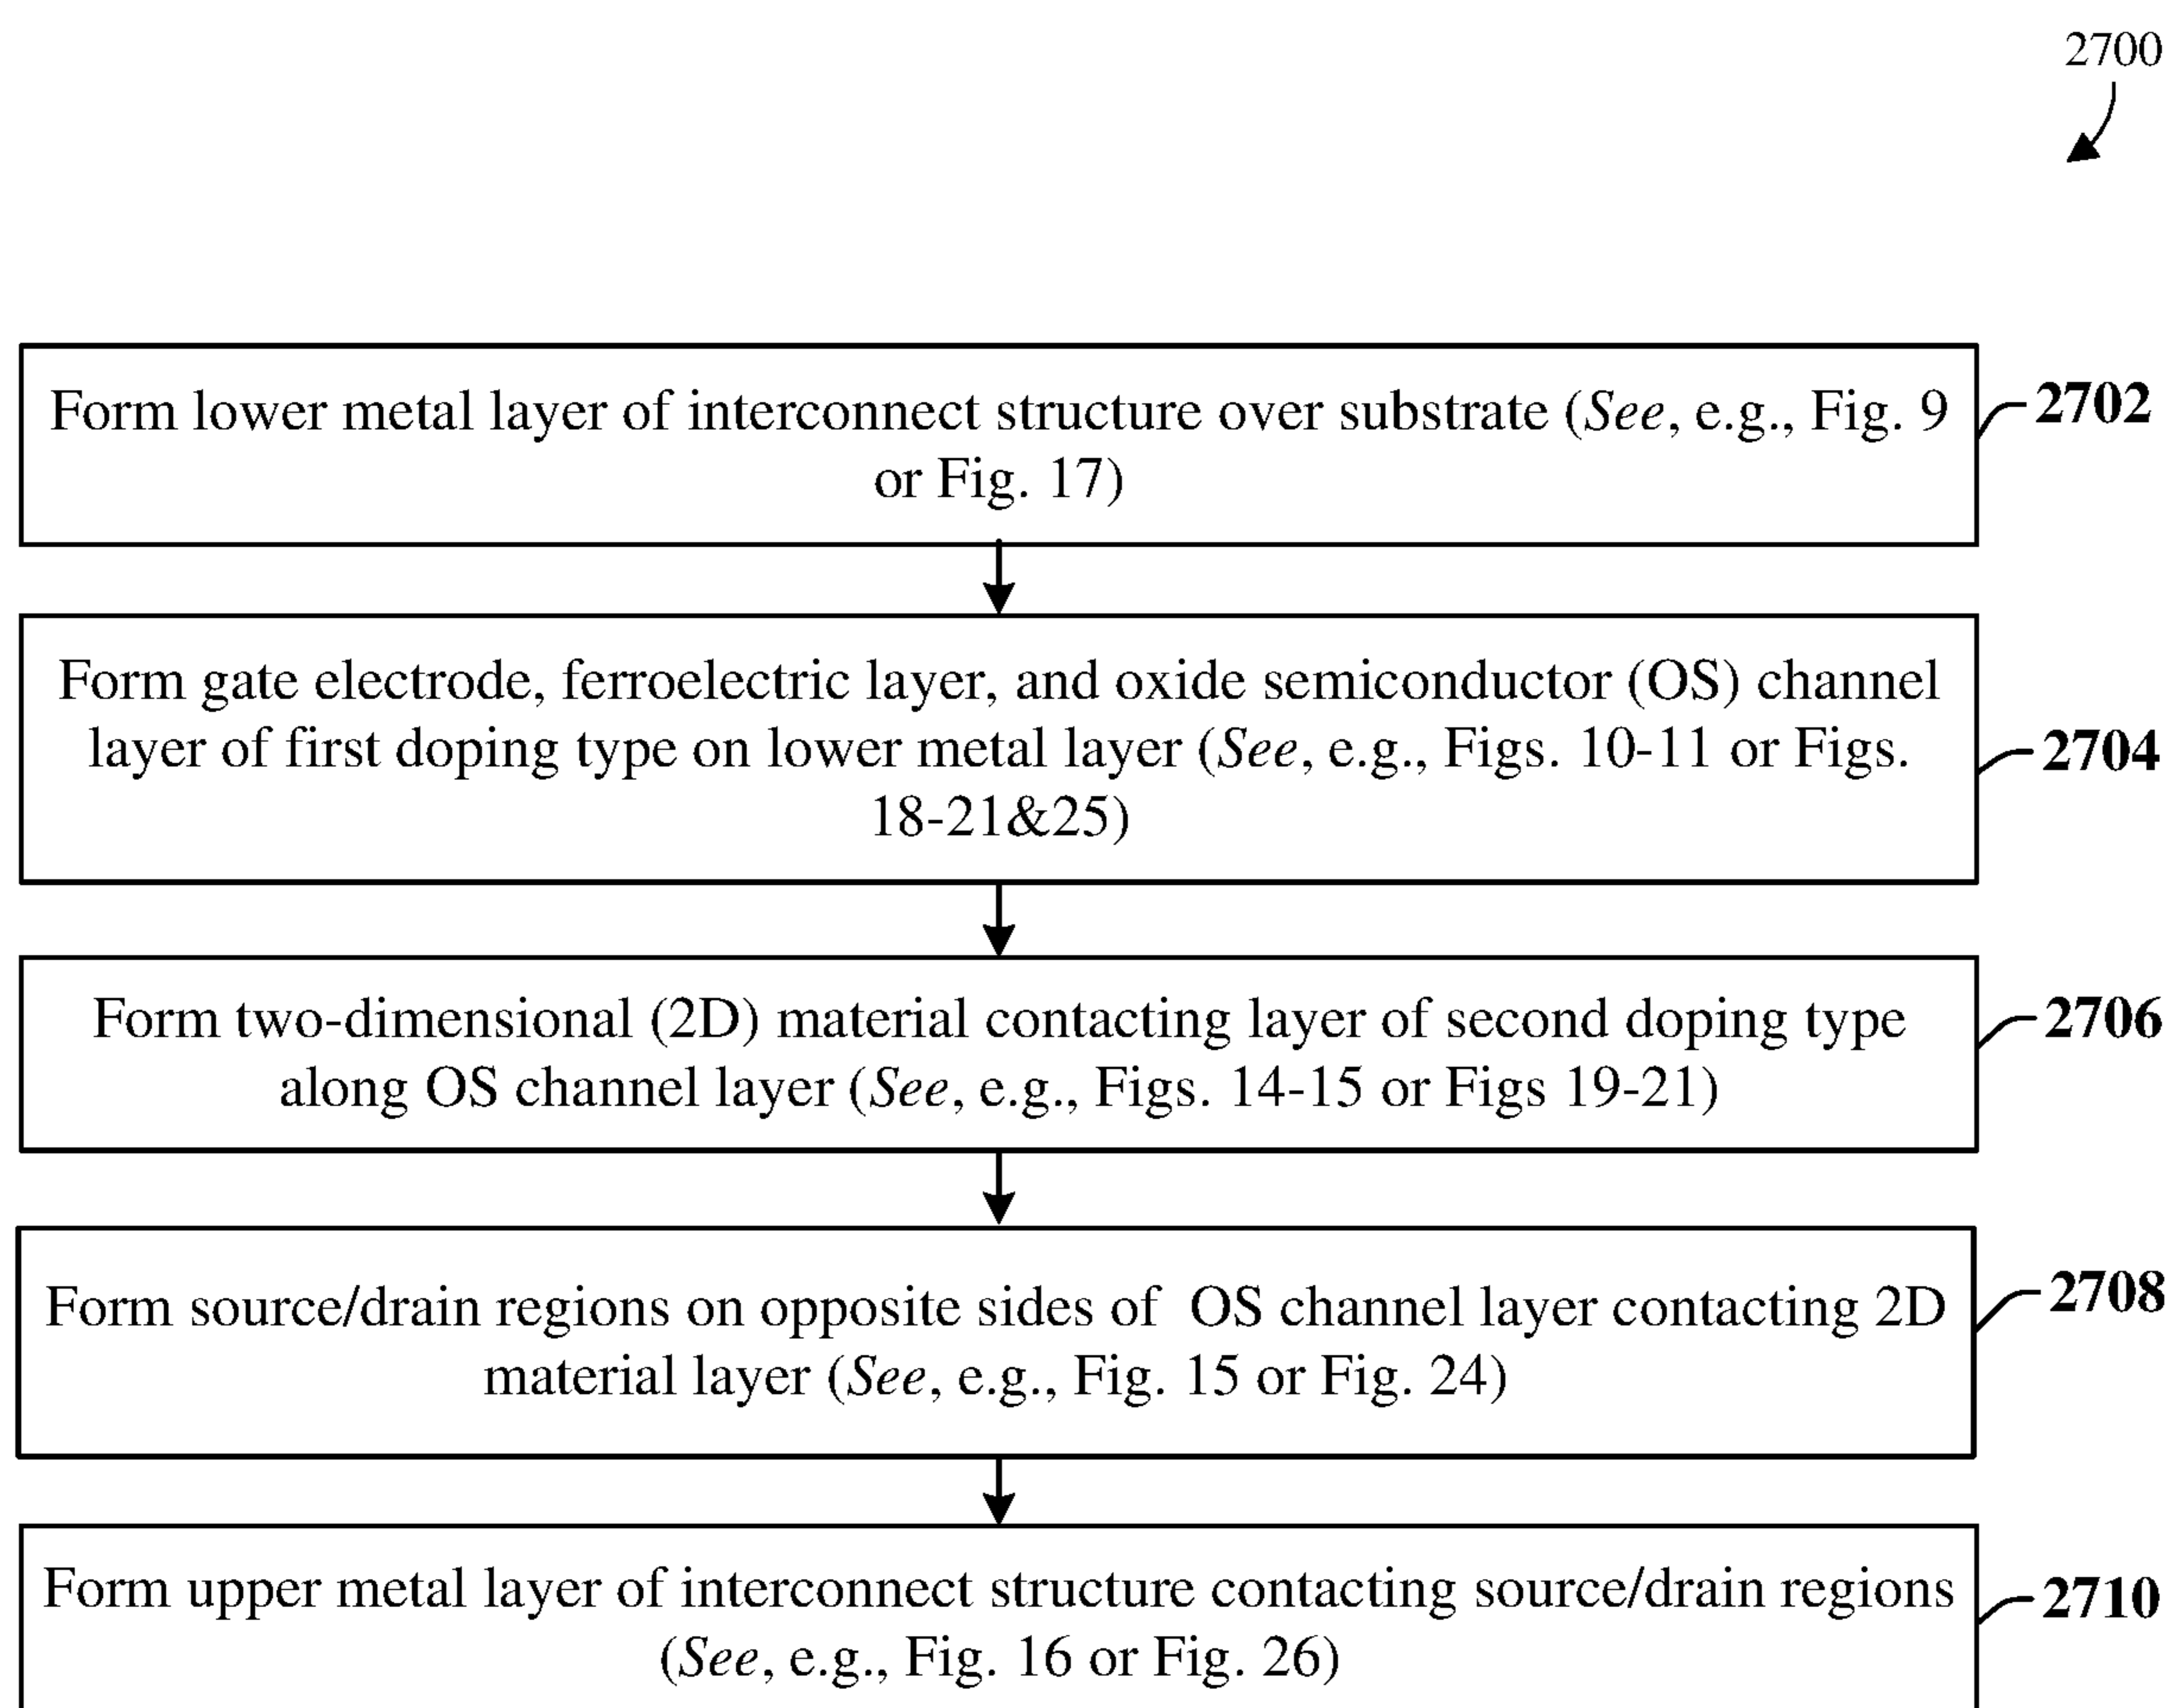 2700
Form lower metal layer of interconnect structure over substrate (See, e.g., Fig. 9
or Fig. 17)
2702
Form gate electrode, ferroelectric layer, and oxide semiconductor (OS) channel
layer of first doping type on lower metal layer (See, e.g., Figs. 10-11 or Figs.
18-21&25)
2704
Form two-dimensional (2D) material contacting layer of second doping type
along OS channel layer (See, e.g., Figs. 14-15 or Figs 19-21)
2706
Form source/drain regions on opposite sides of OS channel layer contacting 2D
material layer (See, e.g., Fig. 15 or Fig. 24)
2708
Form upper metal layer of interconnect structure contacting source/drain regions
(See, e.g., Fig. 16 or Fig. 26)
2710